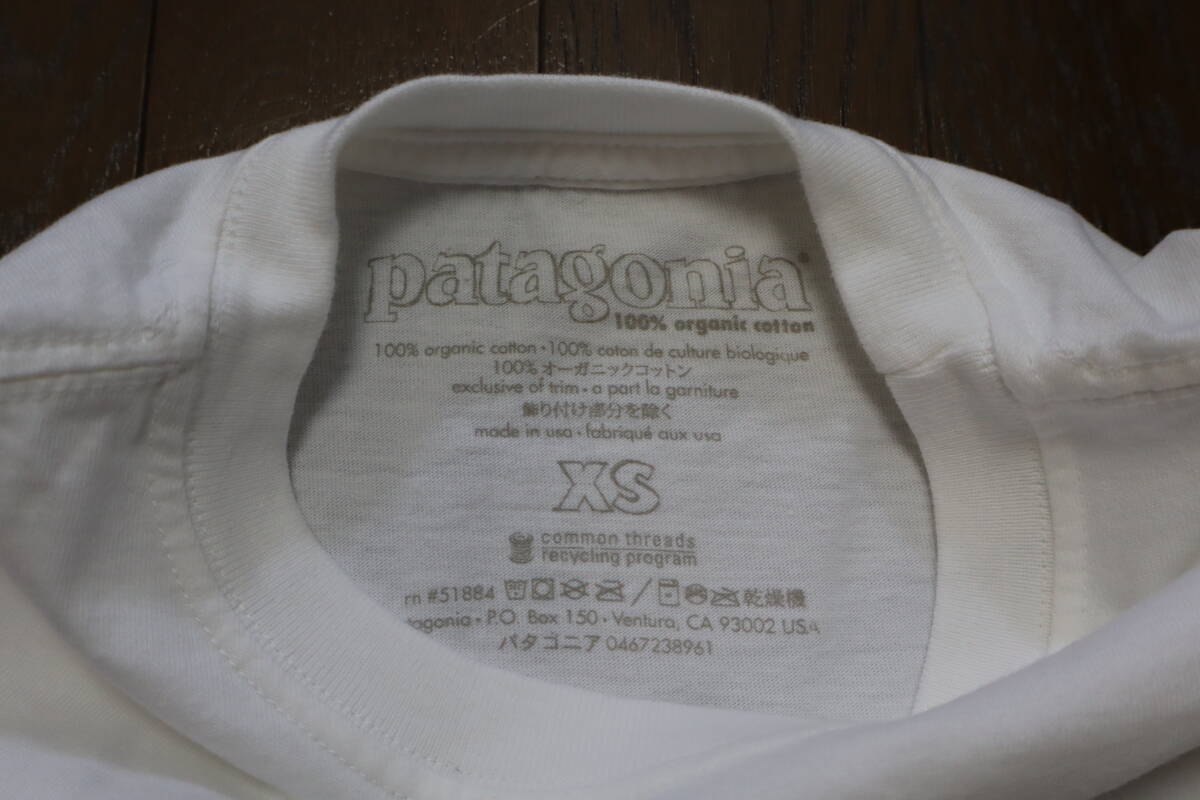 patagonia®
100% organic cotton
100% organic cotton • 100% coton de culture biologique
100% オーガニックコットン
exclusive of trim • a part la garniture
飾り付け部分を除く
made in usa • fabriqué aux usa
XS
common threads
recycling program
rn #51884 / 乾燥機
tagonia • P.O. Box 150 • Ventura, CA 93002 USA
パタゴニア 0467238961